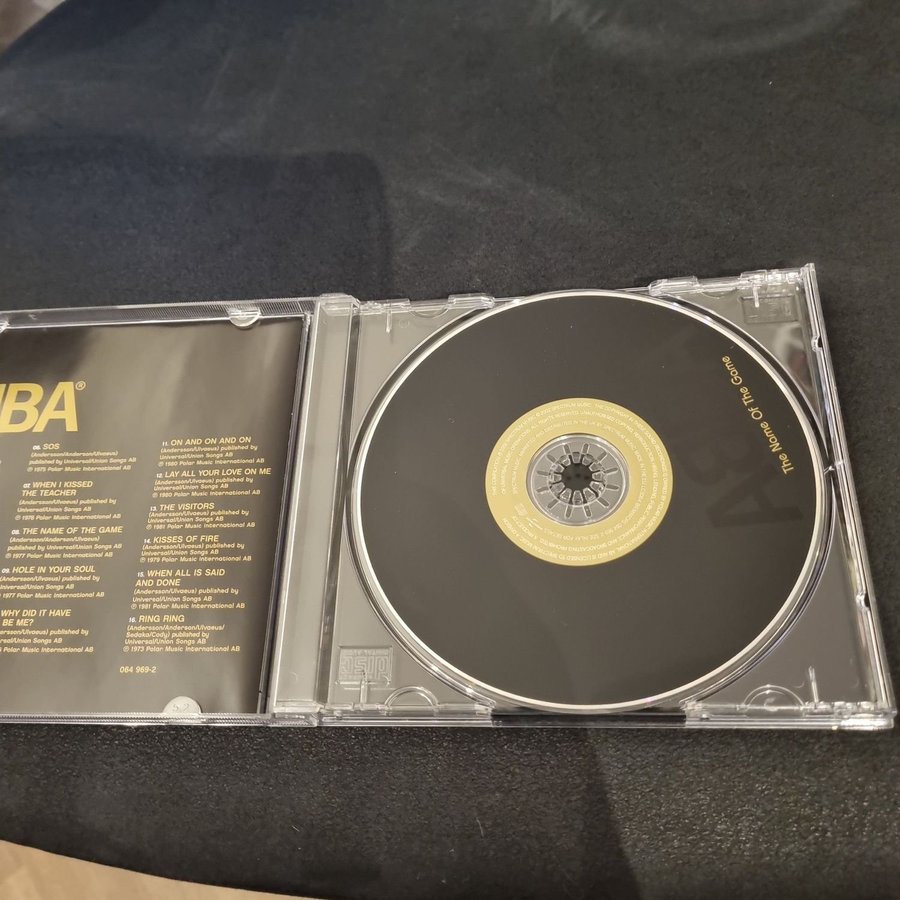 BA®
06. SOS
(Andersson/Andersson/Ulvaeus) published by
Universal/Union Songs AB
℗ 1975 Polar Music International AB
07. WHEN I KISSED
THE TEACHER
(Andersson/Ulvaeus) published by
Universal/Union Songs AB
℗ 1976 Polar Music International AB
08. THE NAME OF THE GAME
(Andersson/Andersson/Ulvaeus)
published by Universal/Union Songs AB
℗ 1977 Polar Music International AB
09. HOLE IN YOUR SOUL
(Andersson/Ulvaeus) published by
Universal/Union Songs AB
1977 Polar Music International AB
WHY DID IT HAVE
BE ME?
Andersson/Ulvaeus) published by
Universal/Union Songs AB
Polar Music International AB
11. ON AND ON AND ON
(Andersson/Ulvaeus) published by
Universal/Union Songs AB
℗ 1980 Polar Music International AB
12. LAY ALL YOUR LOVE ON ME
(Andersson/Ulvaeus) published by
Universal/Union Songs AB
℗ 1980 Polar Music International AB
13. THE VISITORS
(Andersson/Ulvaeus) published by
Universal/Union Songs AB
℗ 1981 Polar Music International AB
14. KISSES OF FIRE
(Andersson/Ulvaeus) published by
Universal/Union Songs AB
℗ 1979 Polar Music International AB
15. WHEN ALL IS SAID
AND DONE
(Andersson/Ulvaeus) published by
Universal/Union Songs AB
℗ 1981 Polar Music International AB
16. RING RING
(Andersson/Anderson/Ulvaeus/
Sedaka/Cody) published by
Universal/Union Songs AB
℗ 1973 Polar Music International AB
064 969-2
The Name Of The Game
disc